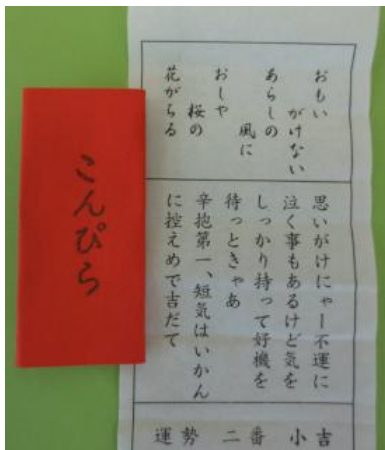 こんぴら
おもい
がけない
あらしの
風に
おしや
桜の
花がちる
思いがけにゃー不運に
泣く事もあるけど気を
しっかり持って好機を
待っときゃあ
辛抱第一、短気はいかん
に控えめで吉だて
運勢 二番 小吉